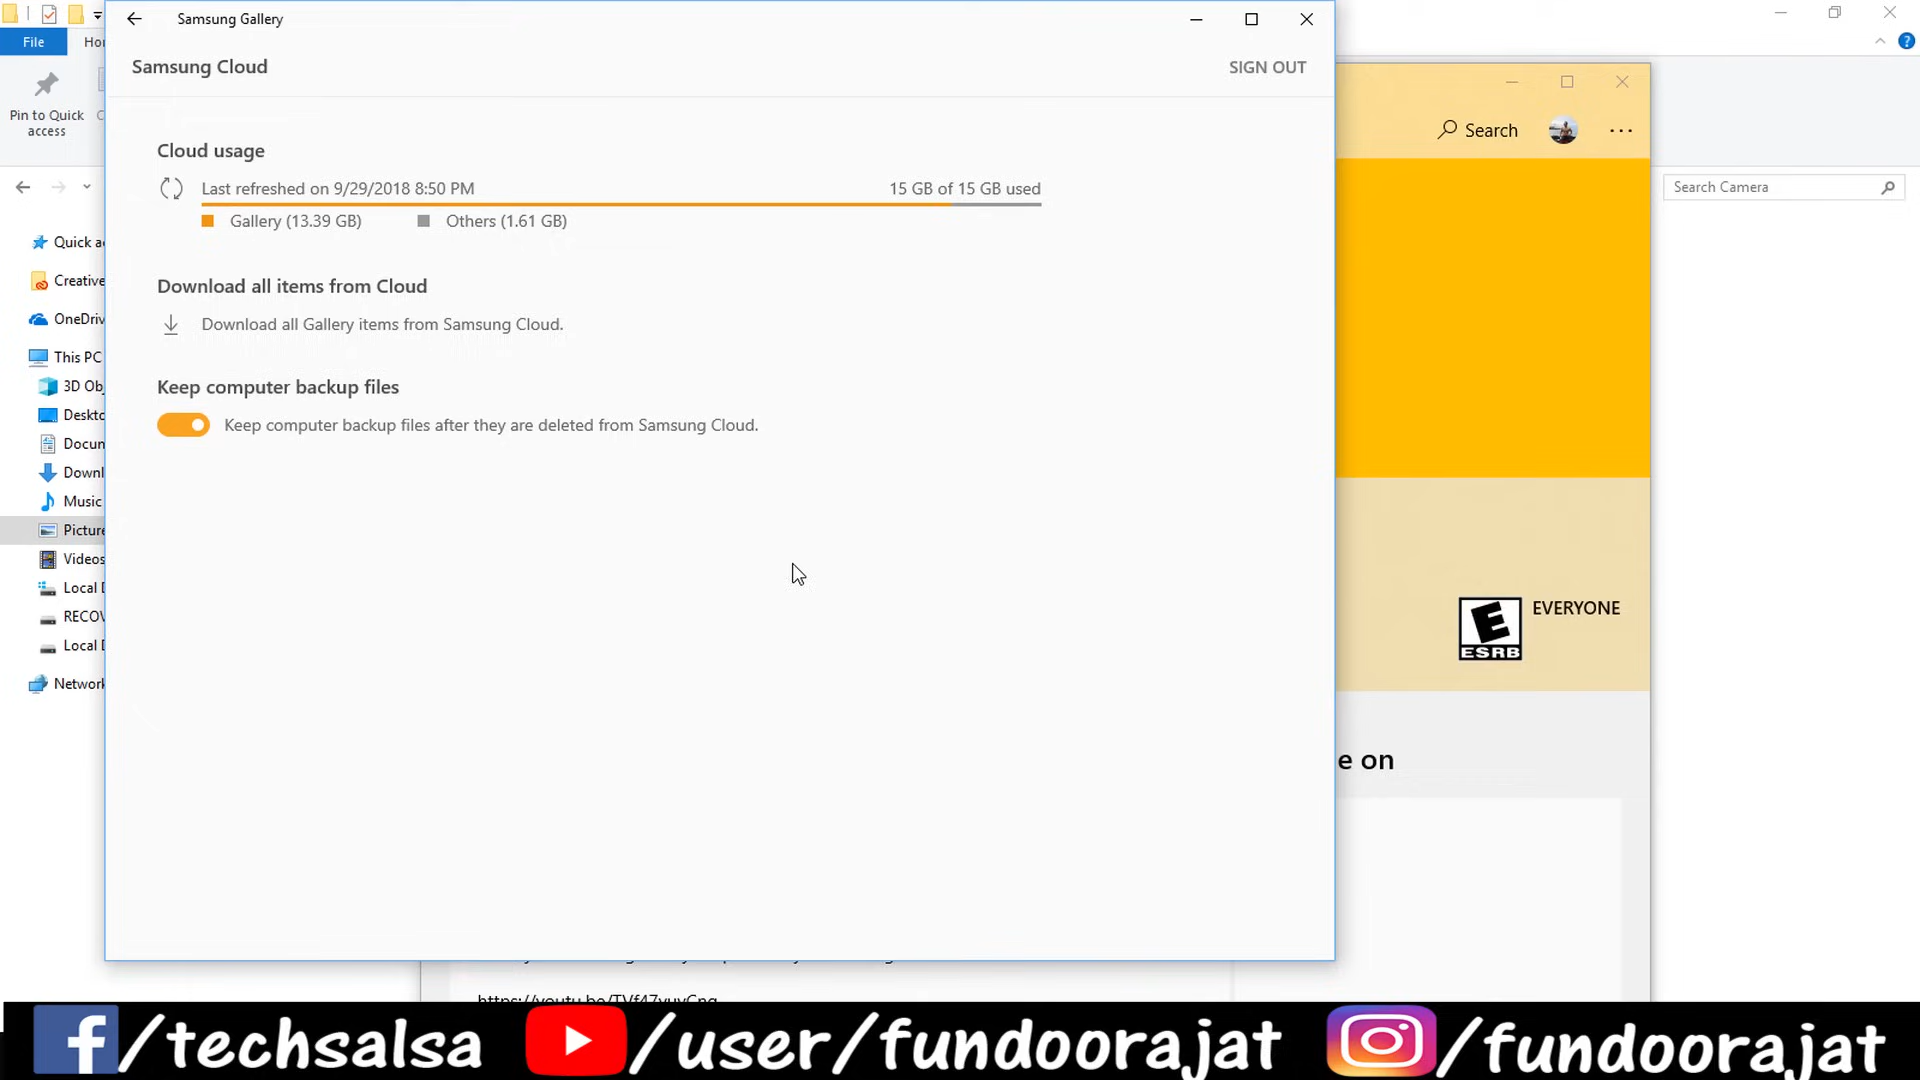 Samsung Gallery
Samsung Cloud
SIGN OUT
Cloud usage
Last refreshed on 9/29/2018 8:50 PM
15 GB of 15 GB used
Gallery (13.39 GB)
Others (1.61 GB)
Download all items from Cloud
Download all Gallery items from Samsung Cloud.
Keep computer backup files
Keep computer backup files after they are deleted from Samsung Cloud.
File
Hou
Pin to Quick
access
Search
Search Camera
Quick a
Creative
OneDriv
This PC
3D Obj
Deskto
Docun
Downl
Music
Picture
Videos
Local D
RECOV
Local D
Network
EVERYONE
E
ESRB
e on
/techsalsa
/user/fundoorajat
/fundoorajat